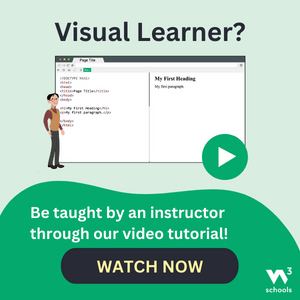 Visual Learner?
Page Title
<!DOCTYPE html>
<html>
<head>
<title>Page Title</title>
</head>
<body>
<h1>My First Heading</h1>
<p>My first paragraph.</p>
</body>
</html>
My First Heading
My first paragraph.
Be taught by an instructor
through our video tutorial!
WATCH NOW
3
schools